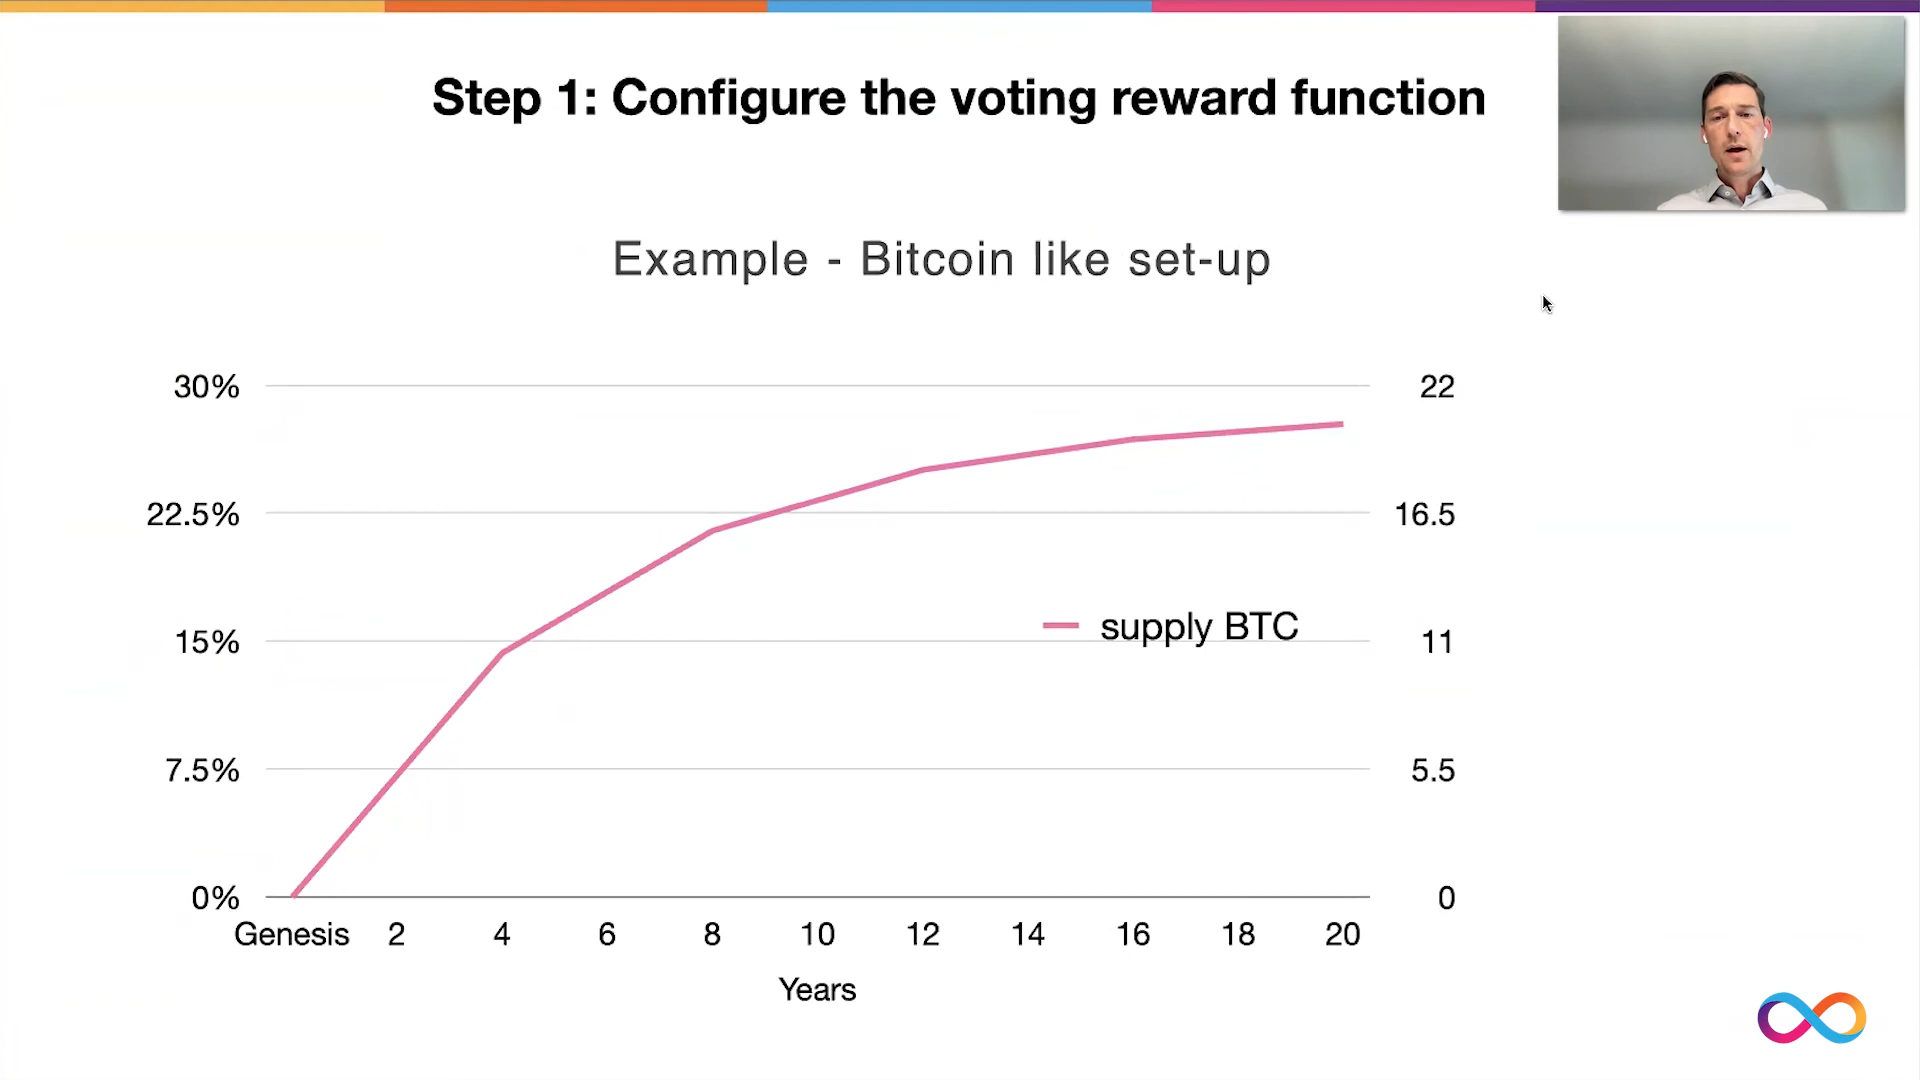 Step 1: Configure the voting reward function
Example - Bitcoin like set-up
30%
22
22.5%
16.5
supply BTC
15%
11
7.5%
5.5
0%
0
Genesis 2 4 6 8 10 12 14 16 18 20
Years